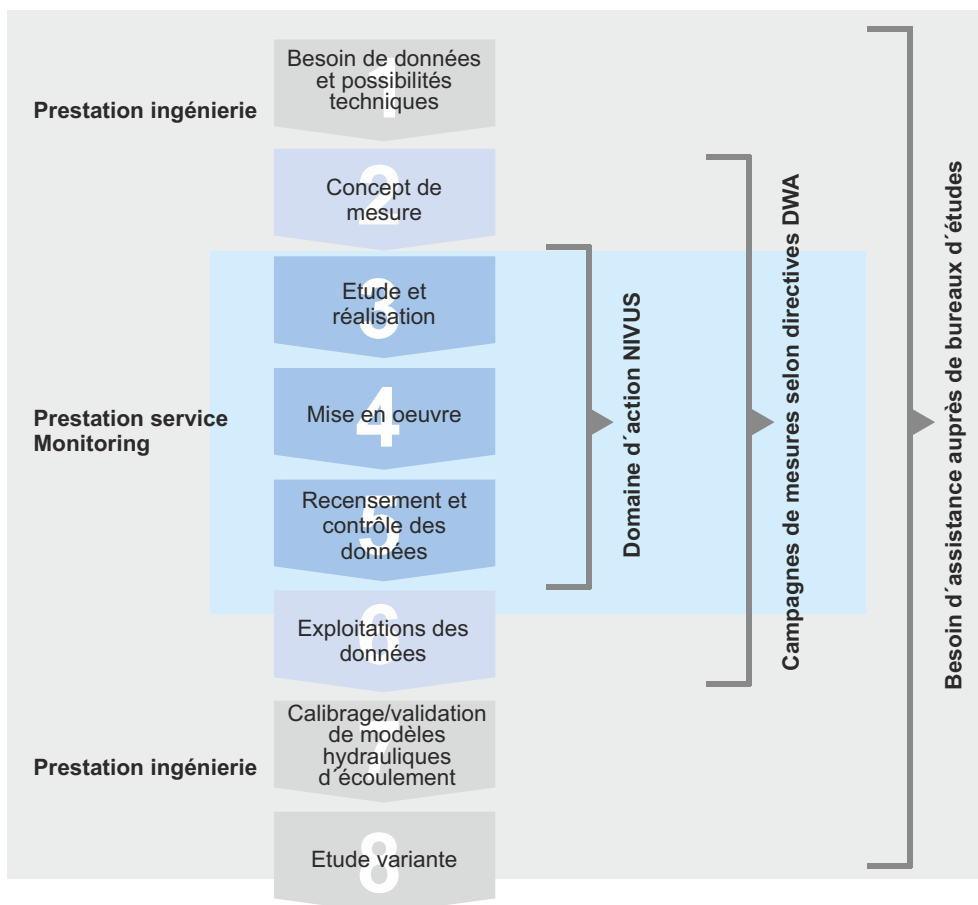 1
Besoin de données
et possibilités
techniques
Prestation ingénierie
2
Concept de
mesure
3
Etude et
réalisation
4
Mise en oeuvre
Prestation service
Monitoring
5
Recensement et
contrôle des
données
6
Exploitations des
données
7
Calibrage/validation
de modèles
hydrauliques
d´écoulement
Prestation ingénierie
8
Etude variante
Domaine d´action NIVUS
Campagnes de mesures selon directives DWA
Besoin d´assistance auprès de bureaux d´études